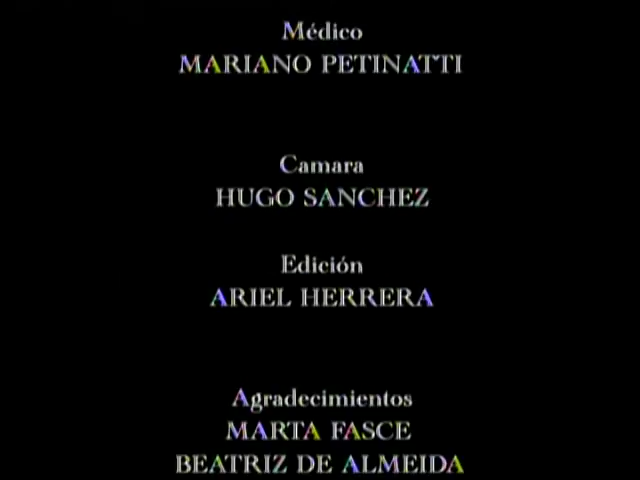 Médico
MARIANO PETINATTI
Camara
HUGO SANCHEZ
Edición
ARIEL HERRERA
Agradecimientos
MARTA FASCE
BEATRIZ DE ALMEIDA